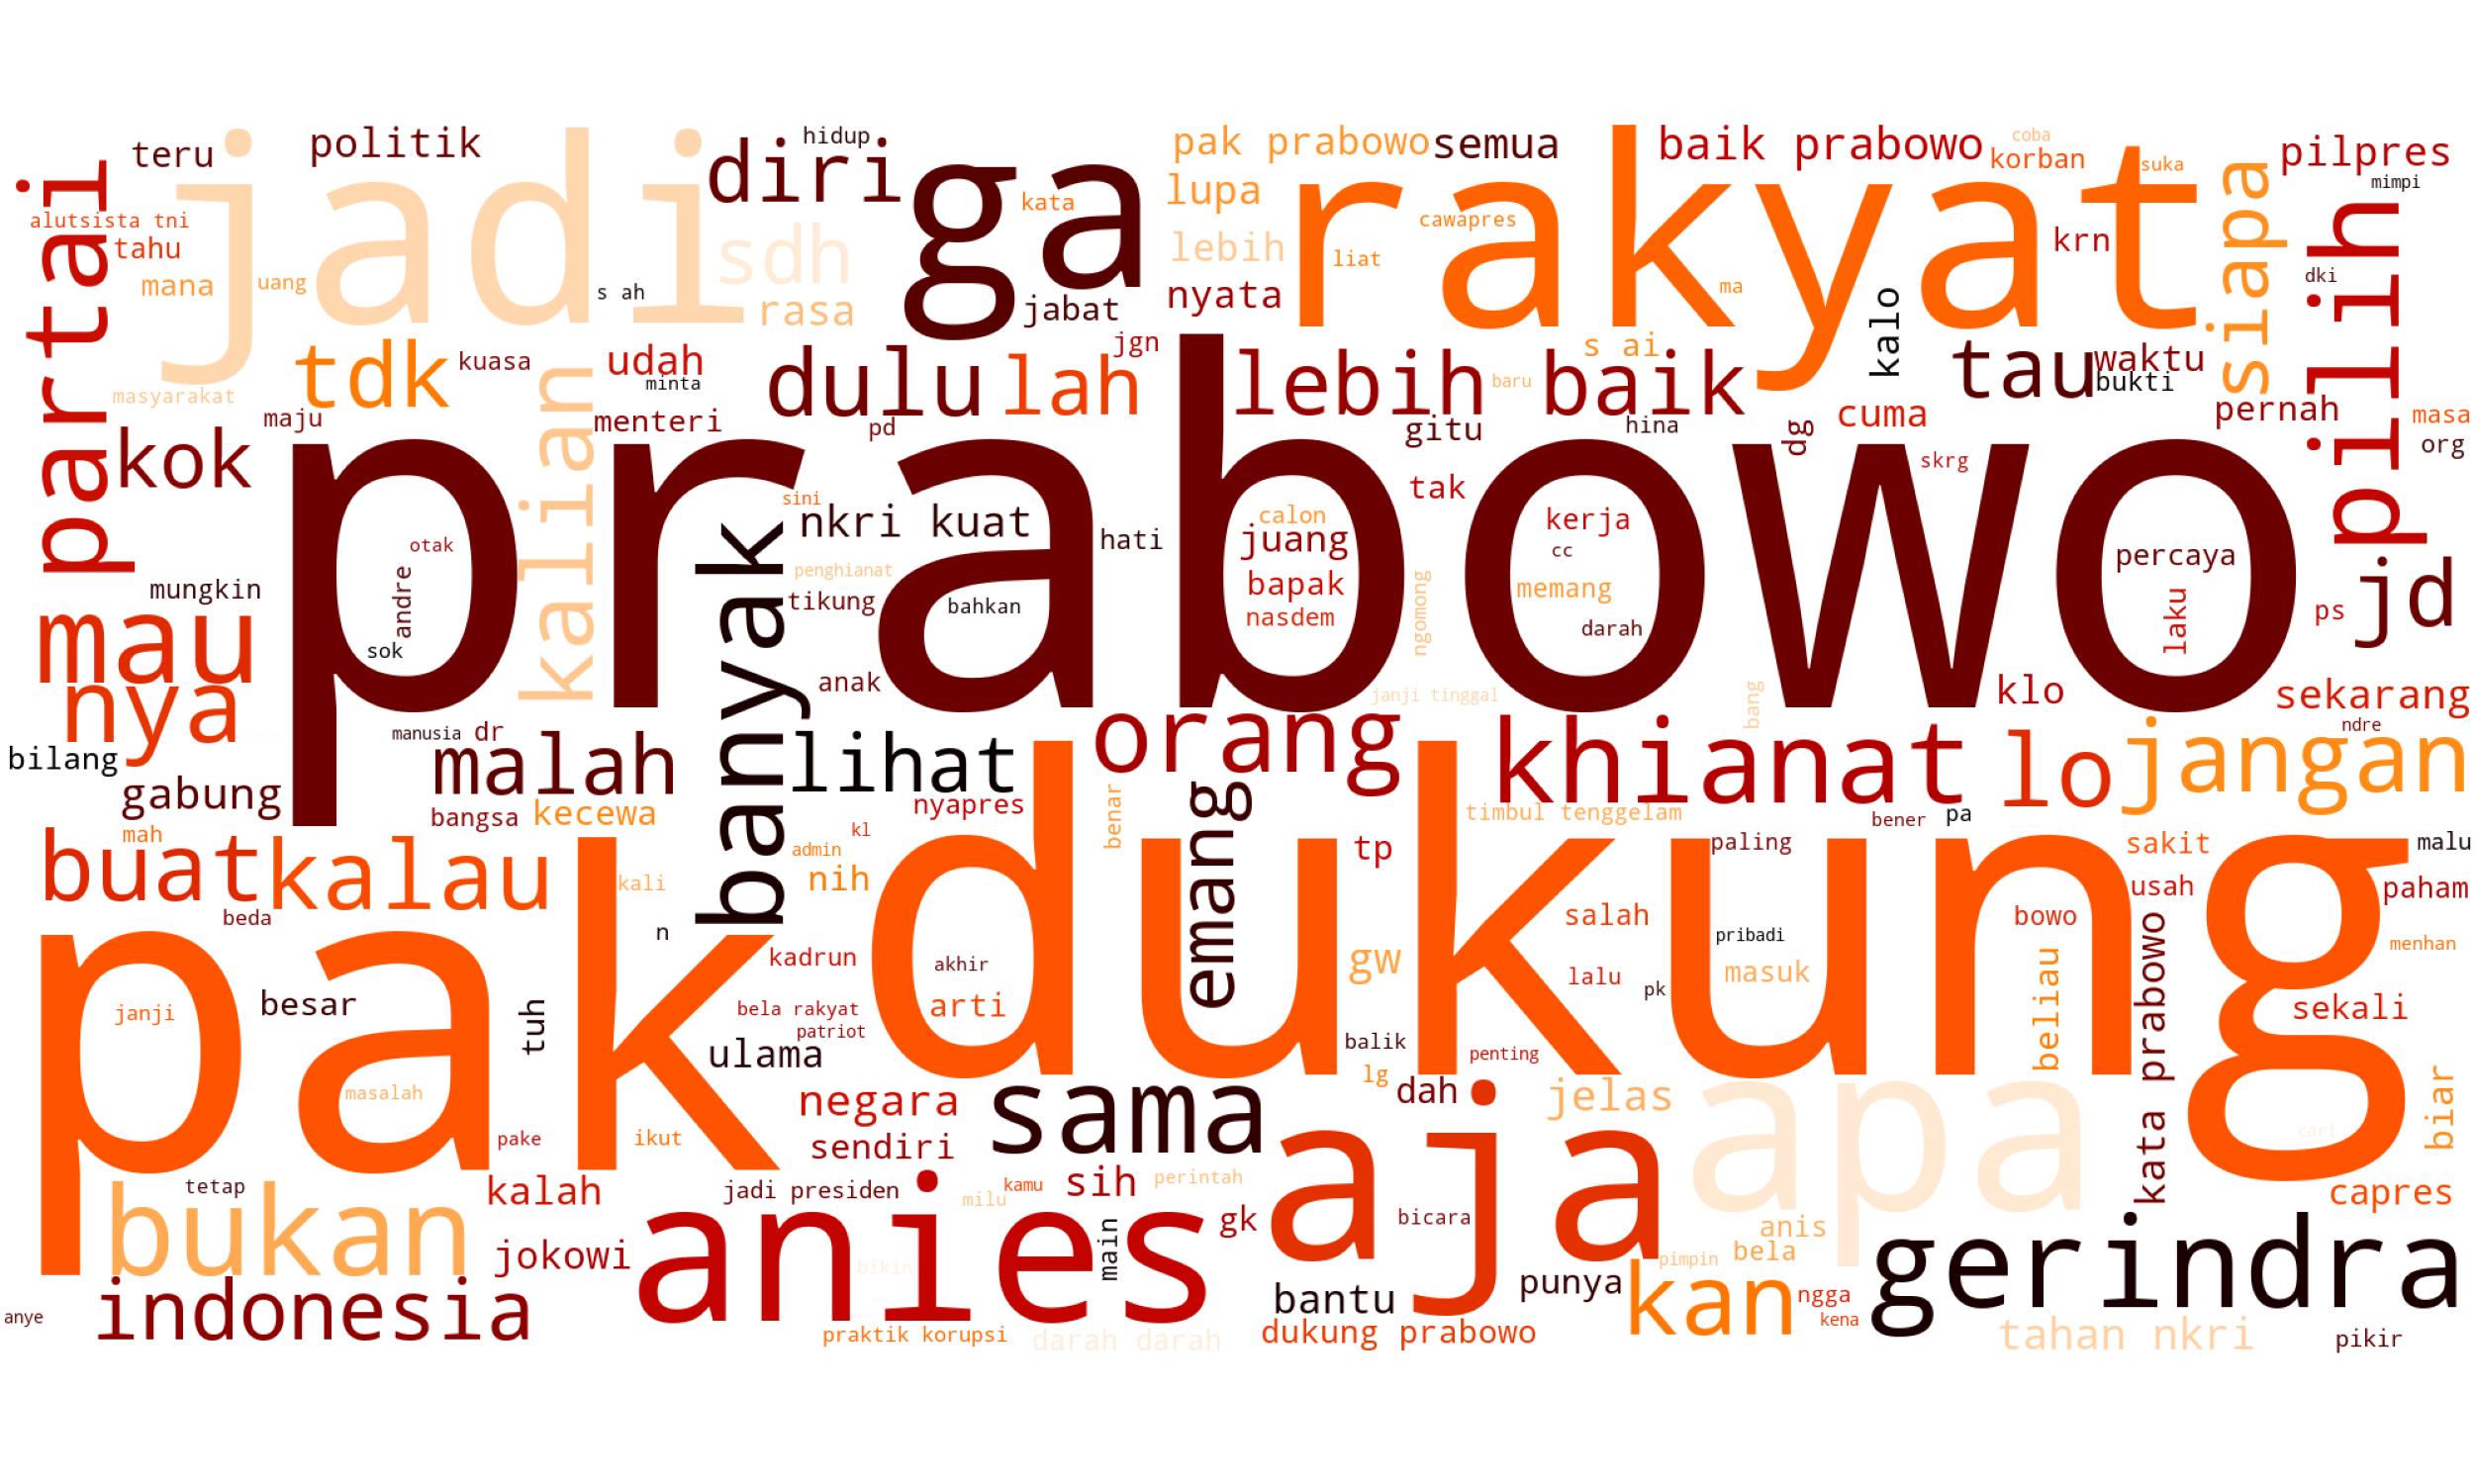 teru
politik
hidup
diri
pak prabowo
semua
baik prabowo
coba
korban
suka
pilpres
mimpi
partai
alutsista tni
tahu
mana
uang
jadi
s ah
sdh
rasa
ga
kata
jabat
lupa
lebih
nyata
rakyat
cawapres
liat
ma
krn
siapa
dki
pilih
masyarakat
tdk
kuasa
maju
kalian
udah
minta
menteri
dulu
pd
lah
jgn
lebih baik
baru
s ai
gitu
hina
kalo
tau
waktu
bukti
cuma
dg
pernah
masa
org
kok
prabowo
otak
andre
sok
sini
nkri kuat
hati
penghianat
tikung
bahkan
anak
calon
juang
bapak
nasdem
tak
ngomong
janji tinggal
kerja
cc
memang
darah
skrg
percaya
laku
ps
jd
mungkin
mau
nya
bilang
gabung
manusia
dr
malah
banyak
lihat
orang
bang
klo
sekarang
ndre
khianat
lo
jangan
bangsa
kecewa
nyapres
benar
emang
timbul tenggelam
bener
pa
mah
buat
kalau
beda
kali
n
kl
admin
nih
dukung
tp
paling
sakit
malu
usah
paham
salah
bowo
pribadi
gw
masuk
lalu
pk
menhan
beliau
kata prabowo
sekali
pak
janji
besar
tuh
masalah
kadrun
akhir
bela rakyat
arti
patriot
ulama
balik
penting
lg
dah
jelas
apa
cari
biar
pake
ikut
negara
sendiri
sama
aja
tetap
bukan
kalah
jadi presiden
milu
kamu
sih
perintah
gk
bicara
anis
capres
jokowi
anies
bikin
main
pimpin
bela
gerindra
anye
indonesia
praktik korupsi
darah darah
bantu
dukung prabowo
punya
kan
ngga
kena
tahan nkri
pikir